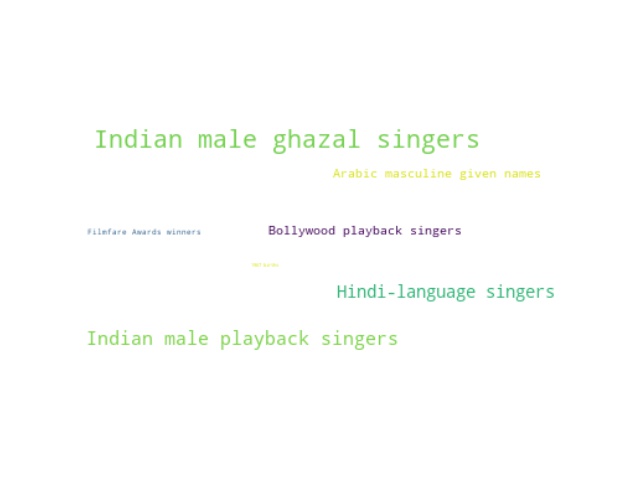 Indian male ghazal singers
Arabic masculine given names
Filmfare Awards winners
Bollywood playback singers
Hindi-language singers
Indian male playback singers